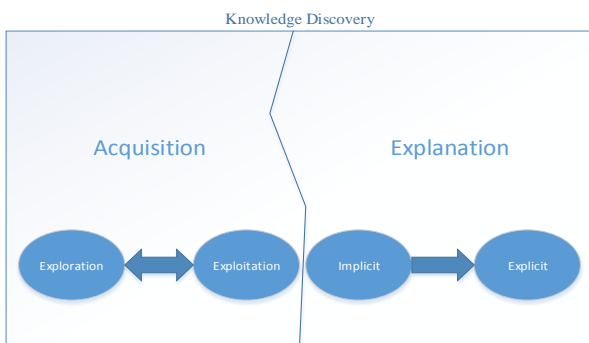 Knowledge Discovery
Acquisition
Explanation
Exploration
Exploitation
Implicit
Explicit